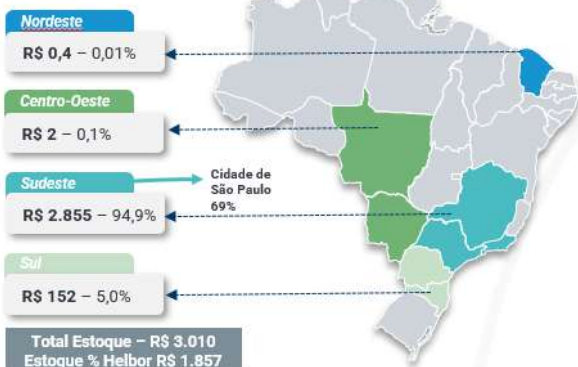 Nordeste
R$ 0,4 – 0,01%
Centro-Oeste
R$ 2 – 0,1%
Sudeste
Cidade de
São Paulo
69%
R$ 2.855 – 94,9%
Sul
R$ 152 – 5,0%
Total Estoque – R$ 3.010
Estoque % Helbor R$ 1.857